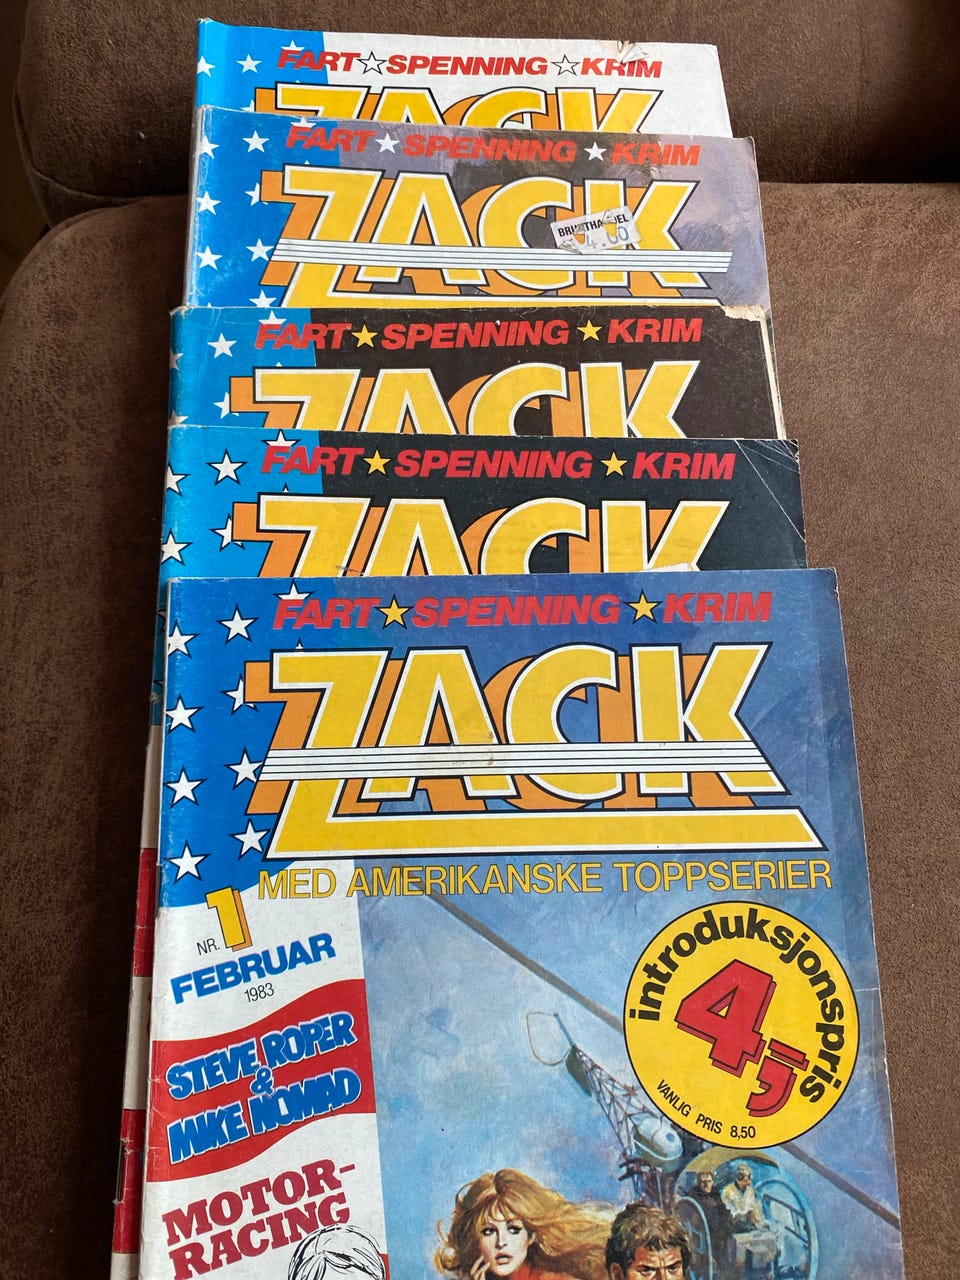 FART☆SPENNING☆KRIM
ZACK
FART★SPENNING★KRIM
ZACK
4.00
FART★SPENNING★KRIM
ZACK
FART★SPENNING★KRIM
ZACK
FART★SPENNING★KRIM
ZACK
MED AMERIKANSKE TOPPSERIER
NR. 1
FEBRUAR
1983
introduksjonspris
4,-
VANLIG PRIS 8,50
STEVE ROPER
&
MIKE NOMAD
MOTOR-
RACING